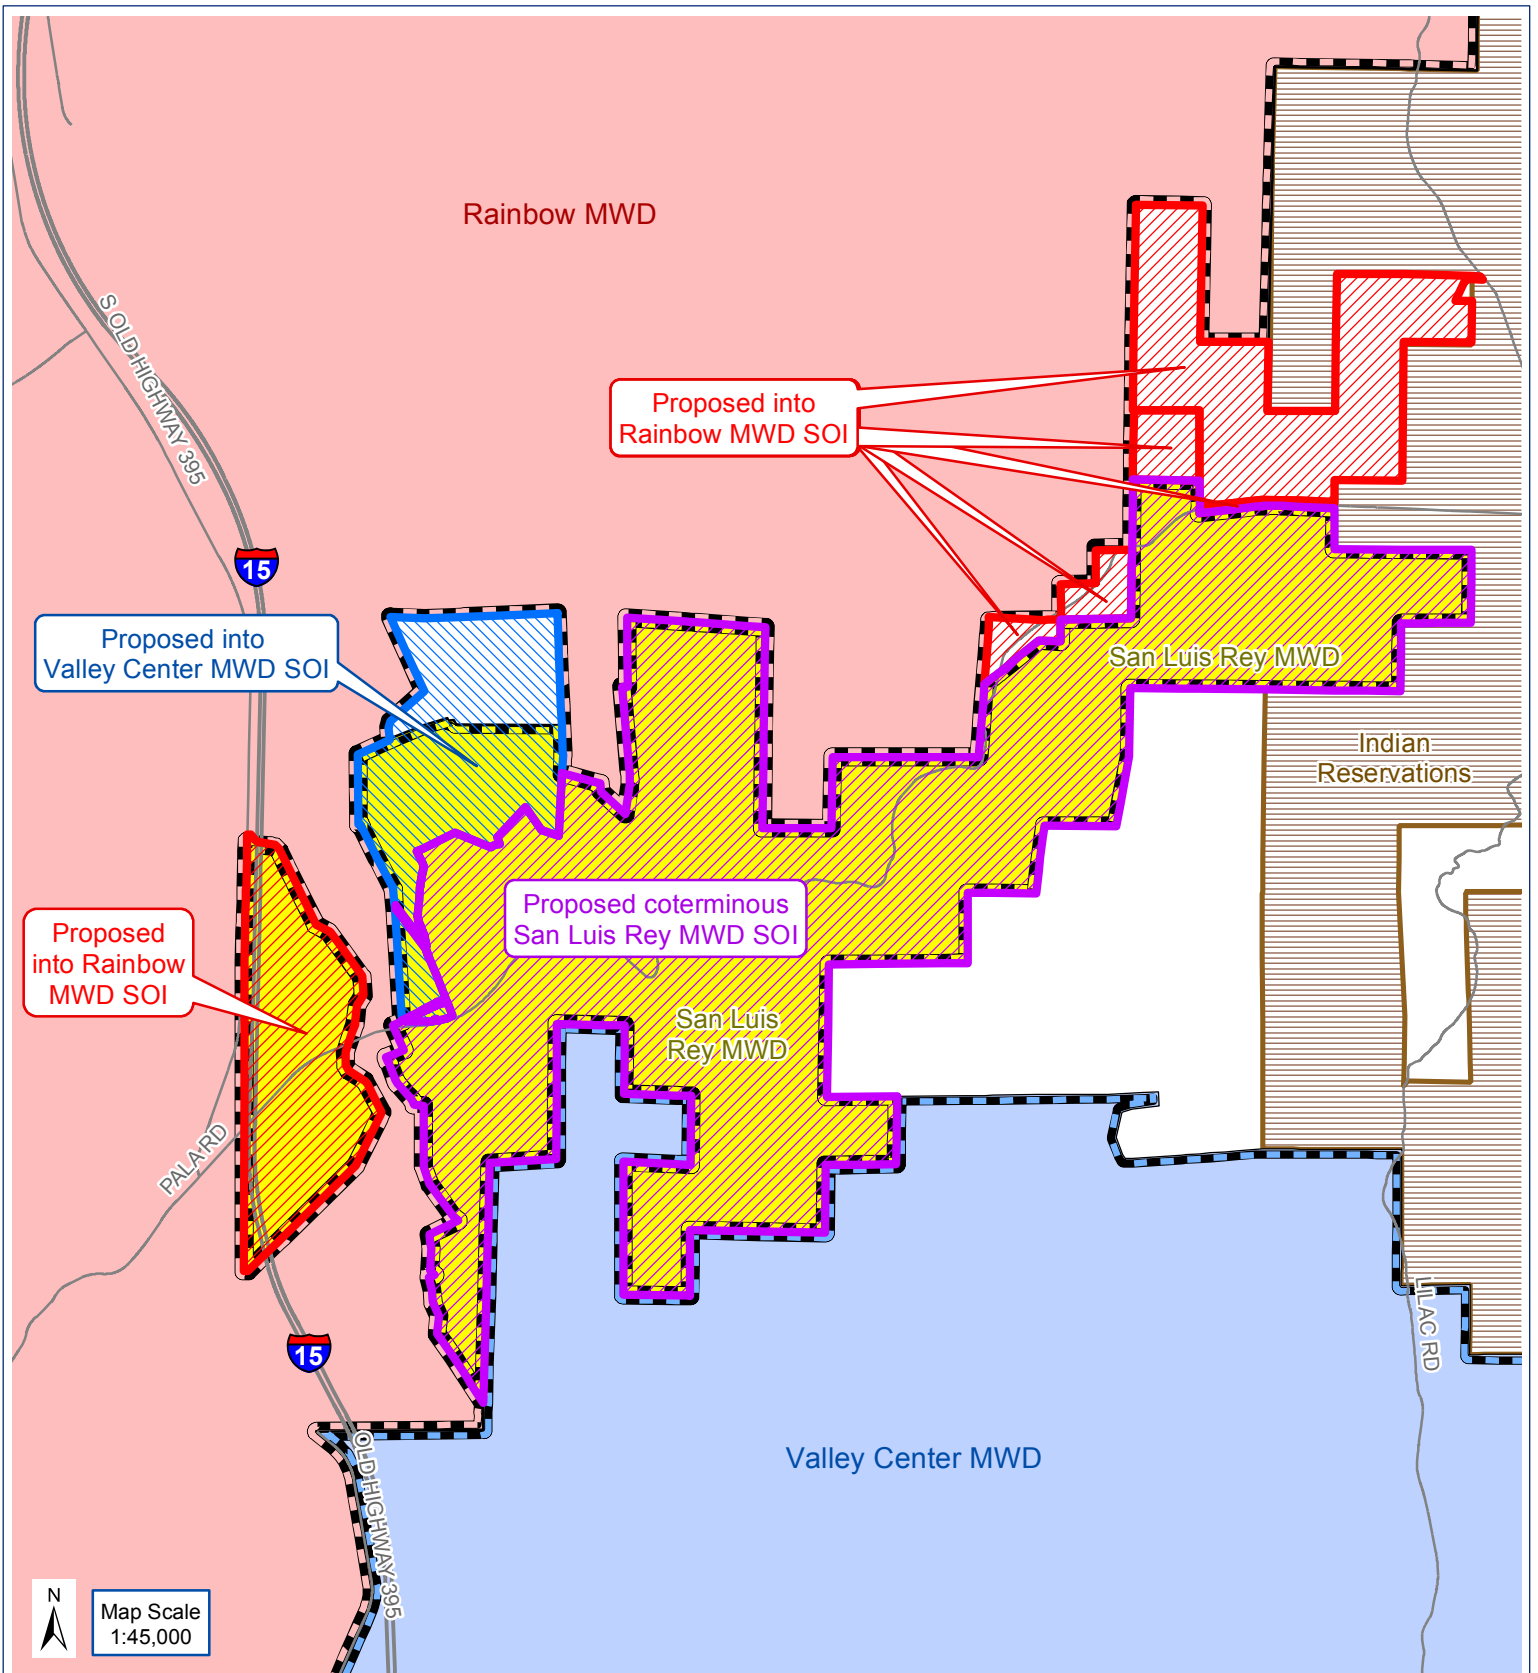 Rainbow MWD
S OLD HIGHWAY 395
Proposed into
Rainbow MWD SOI
15
Proposed into
Valley Center MWD SOI
San Luis Rey MWD
Indian
Reservations
Proposed coterminous
San Luis Rey MWD SOI
Proposed
into Rainbow
MWD SOI
San Luis
Rey MWD
PALA RD
LILAC RD
15
OLD HIGHWAY 395
Valley Center MWD
N
Map Scale
1:45,000